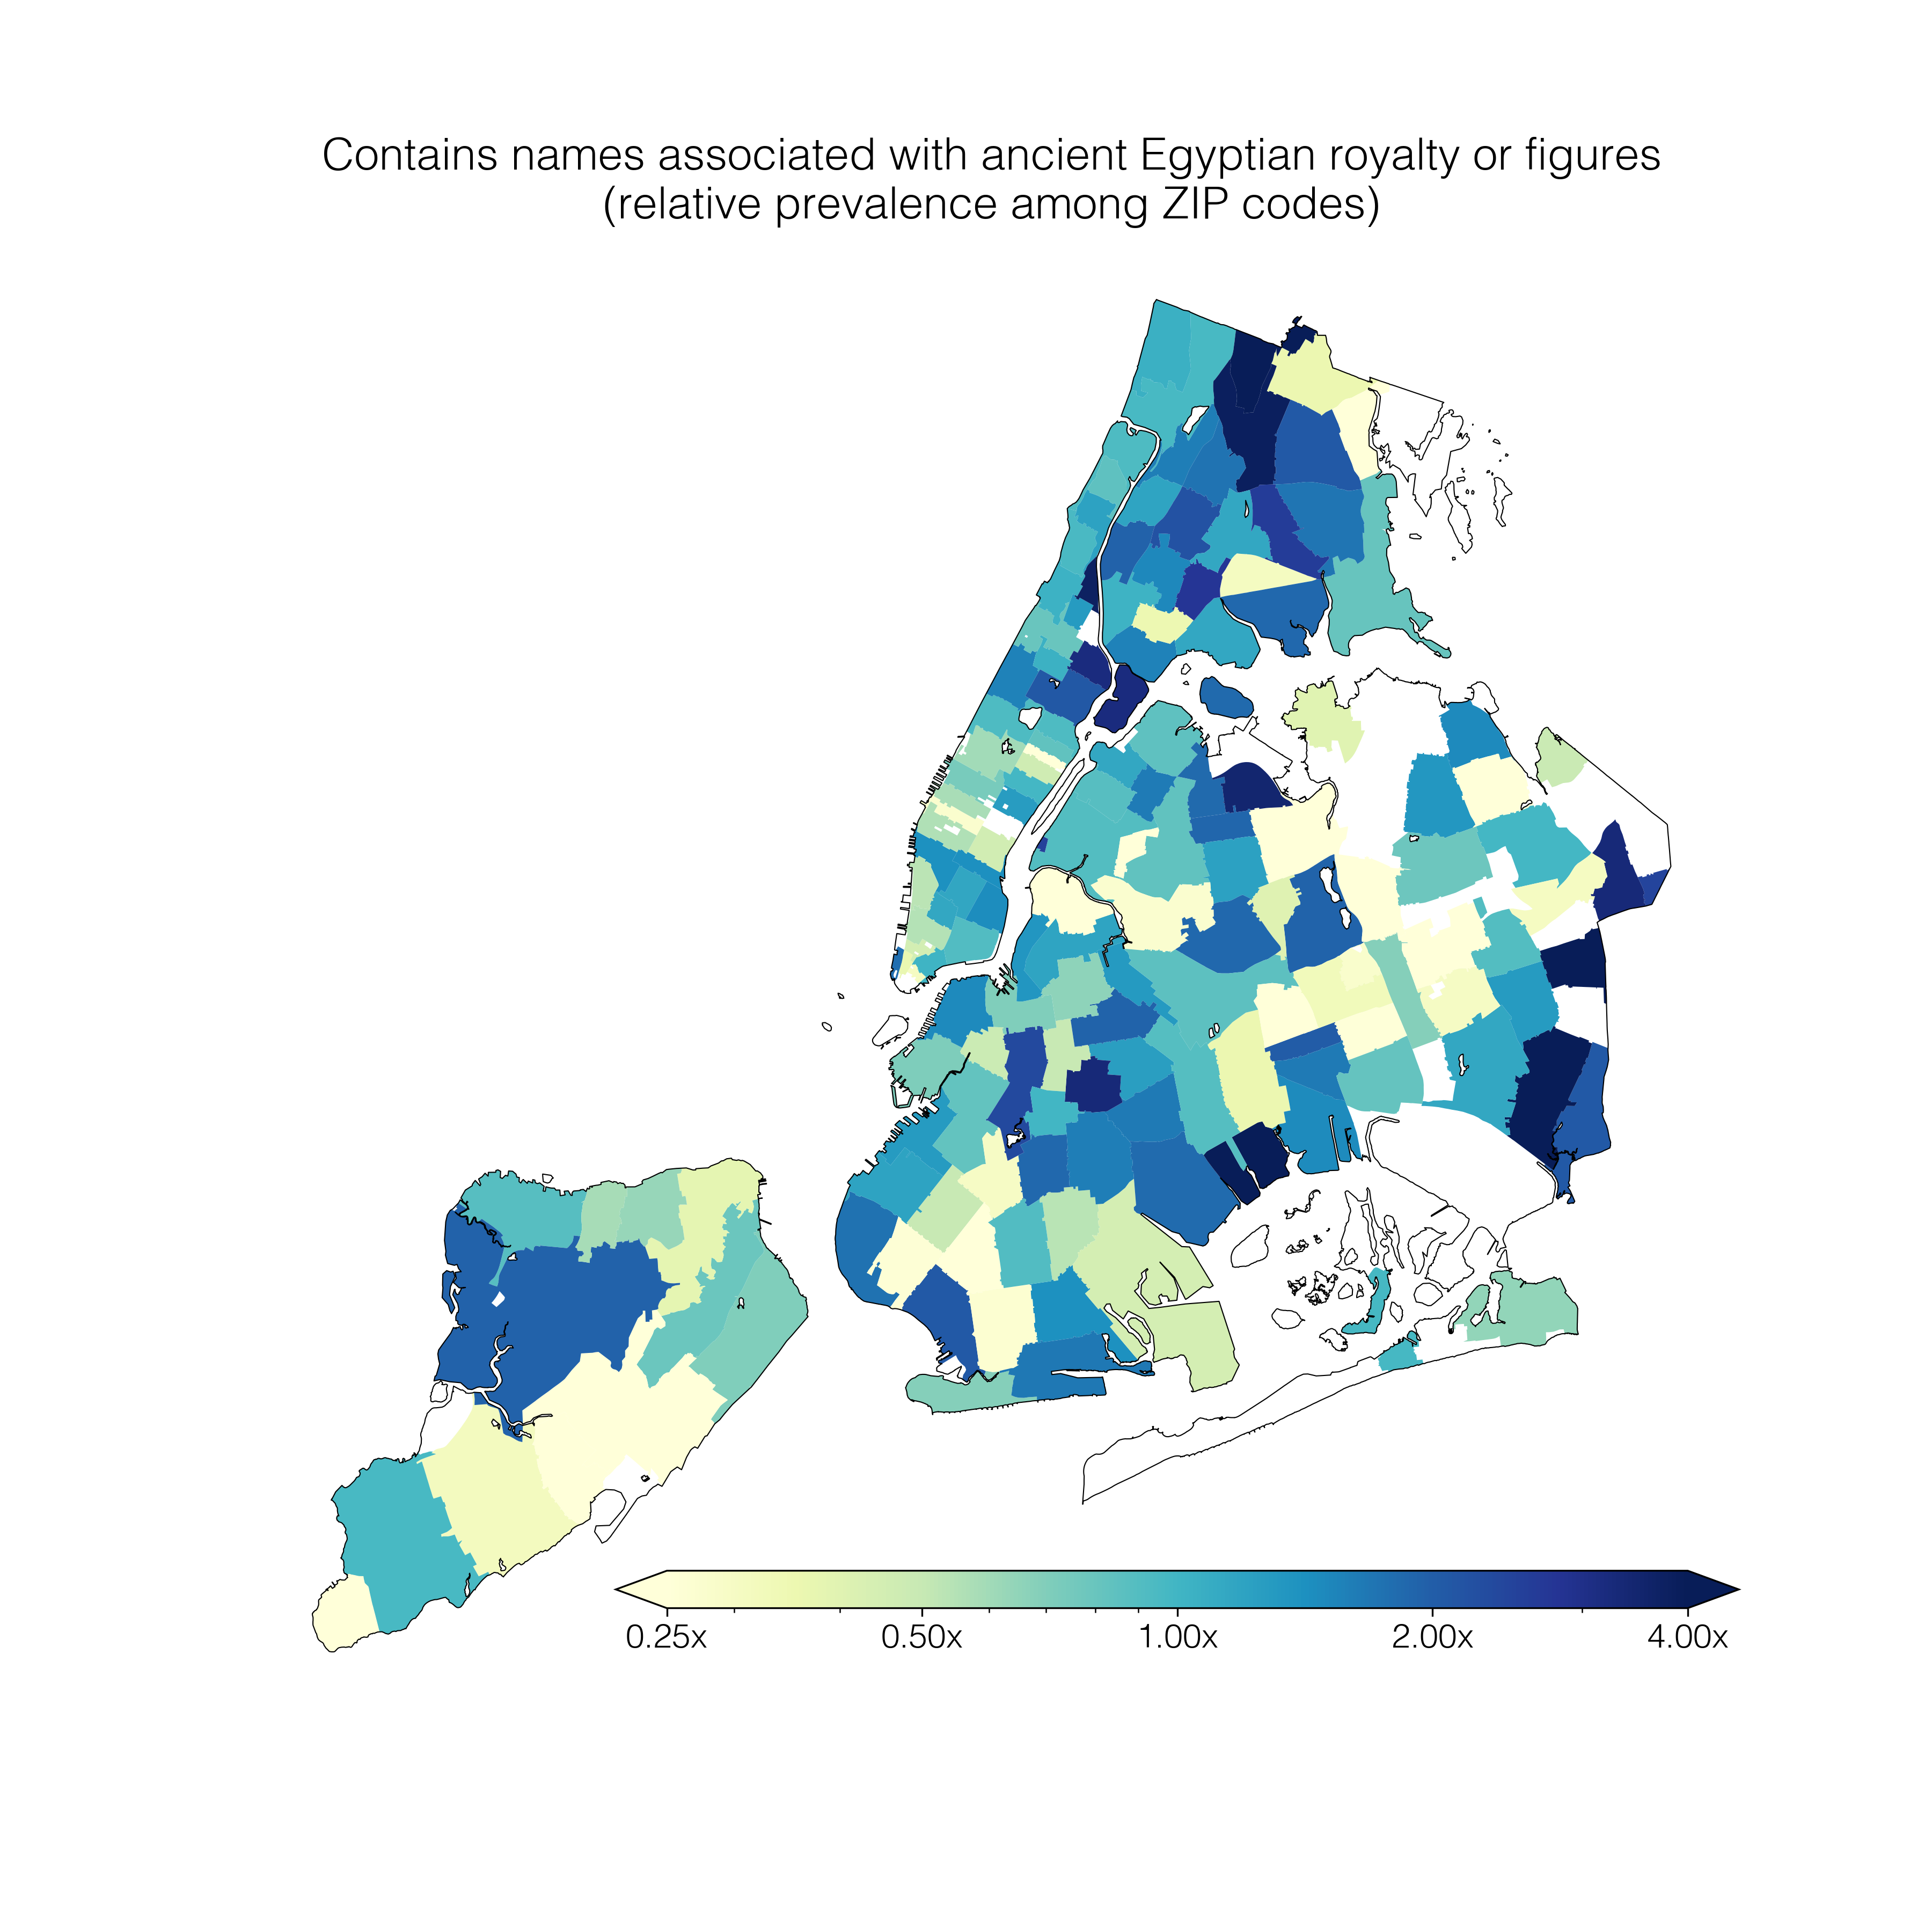 Contains names associated with ancient Egyptian royalty or figures
(relative prevalence among ZIP codes)
0.25x 0.50x 1.00x 2.00x 4.00x